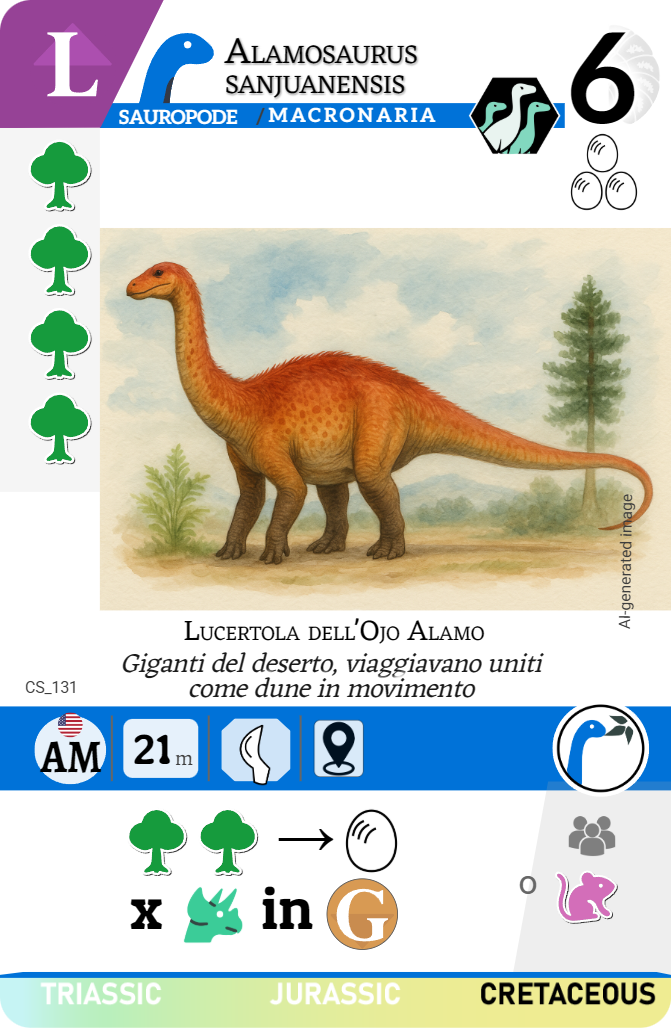 L
Alamosaurus
sanjuanensis
6
SAUROPODE / MACRONARIA
AI-generated image
Lucertola dell'Ojo Alamo
Giganti del deserto, viaggiavano uniti
come dune in movimento
CS_131
AM
21 m
x in G
o
TRIASSIC JURASSIC CRETACEOUS